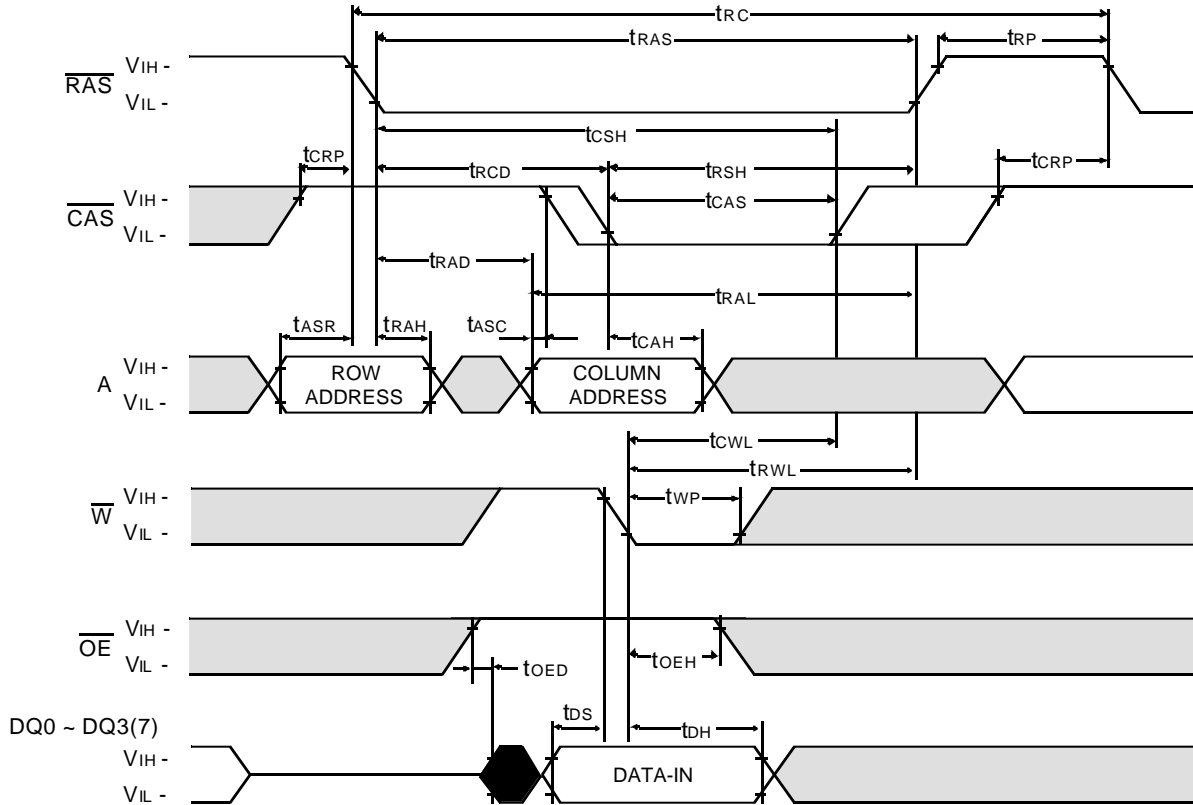 tRC
tRAS
tRP
RAS
VIH -
VIL -
tCSH
tCRP
tRCD
tRSH
tCRP
CAS
VIH -
VIL -
tCAS
tRAD
tRAL
tASR
tRAH
tASC
tCAH
A
VIH -
VIL -
ROW
ADDRESS
COLUMN
ADDRESS
tCWL
tRWL
W
VIH -
VIL -
tWP
OE
VIH -
VIL -
tOED
tOEH
DQ0 ~ DQ3(7)
tDS
tDH
VIH -
VIL -
DATA-IN